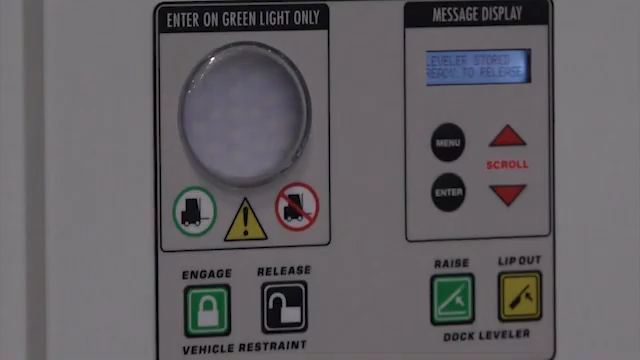 ENTER ON GREEN LIGHT ONLY
MESSAGE DISPLAY
LEVELER STORED
READY TO RELEASE
MENU
SCROLL
ENTER
ENGAGE
RELEASE
VEHICLE RESTRAINT
RAISE
LIP OUT
DOCK LEVELER